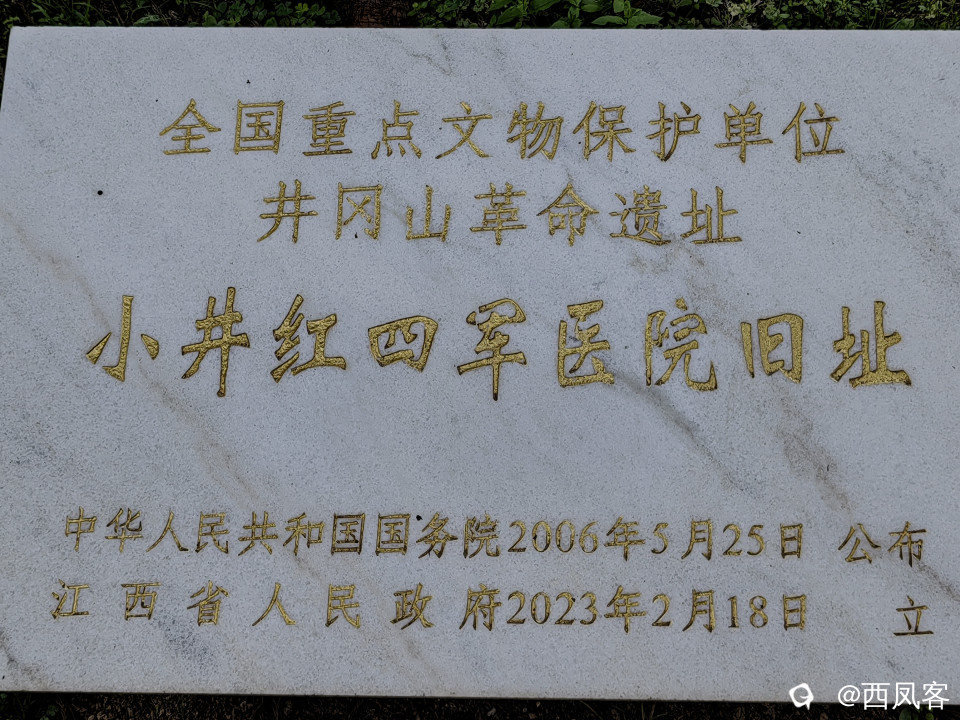 全国重点文物保护单位
井冈山革命遗址
小井红四军医院旧址
中华人民共和国国务院2006年5月25日 公布
江西省人民政府2023年2月18日 立
@西凤客